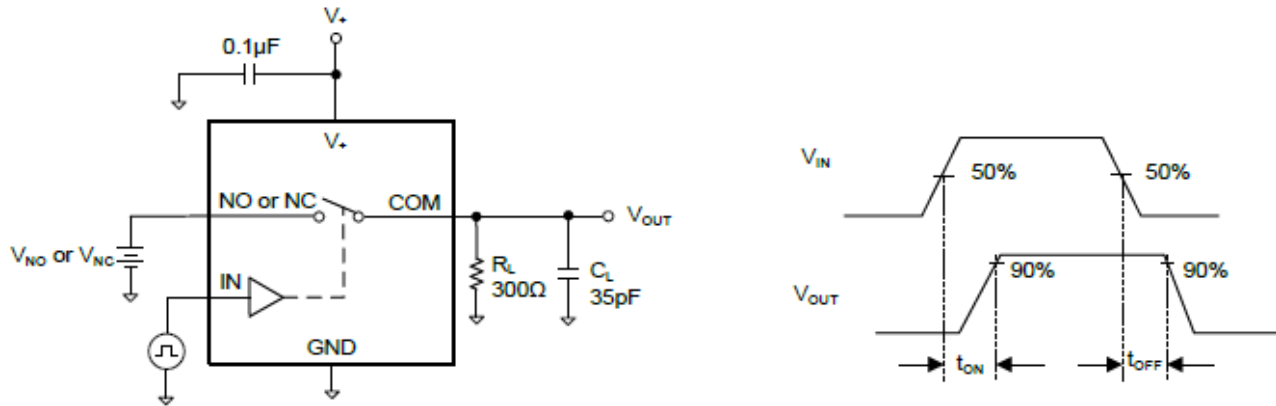 V+
0.1µF
V+
NO or NC
COM
VOUT
VNO or VNC
IN
RL
300Ω
CL
35pF
GND
VIN
50%
50%
VOUT
90%
90%
tON
tOFF